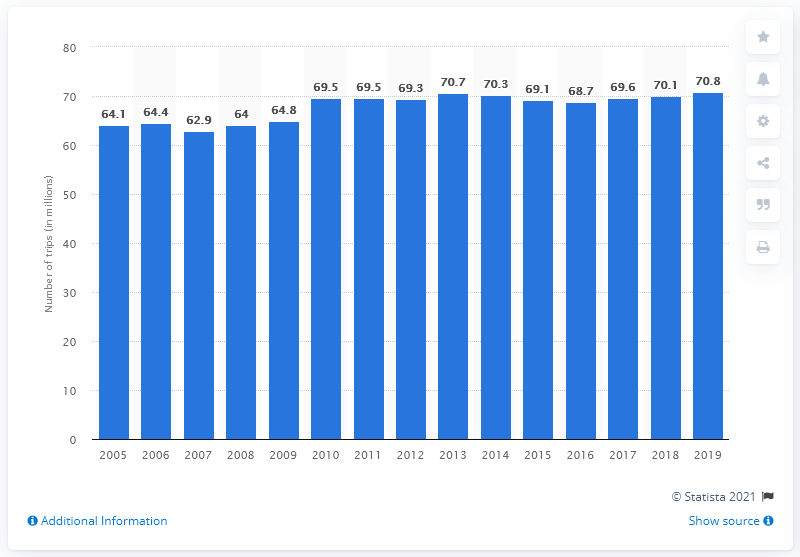 80
70
60
50
40
30
20
10
0
Number of trips (in millions)
64.1 64.4 62.9 64 64.8 69.5 69.5 69.3 70.7 70.3 69.1 68.7 69.6 70.1 70.8
2005 2006 2007 2008 2009 2010 2011 2012 2013 2014 2015 2016 2017 2018 2019
© Statista 2021
Additional Information
Show source